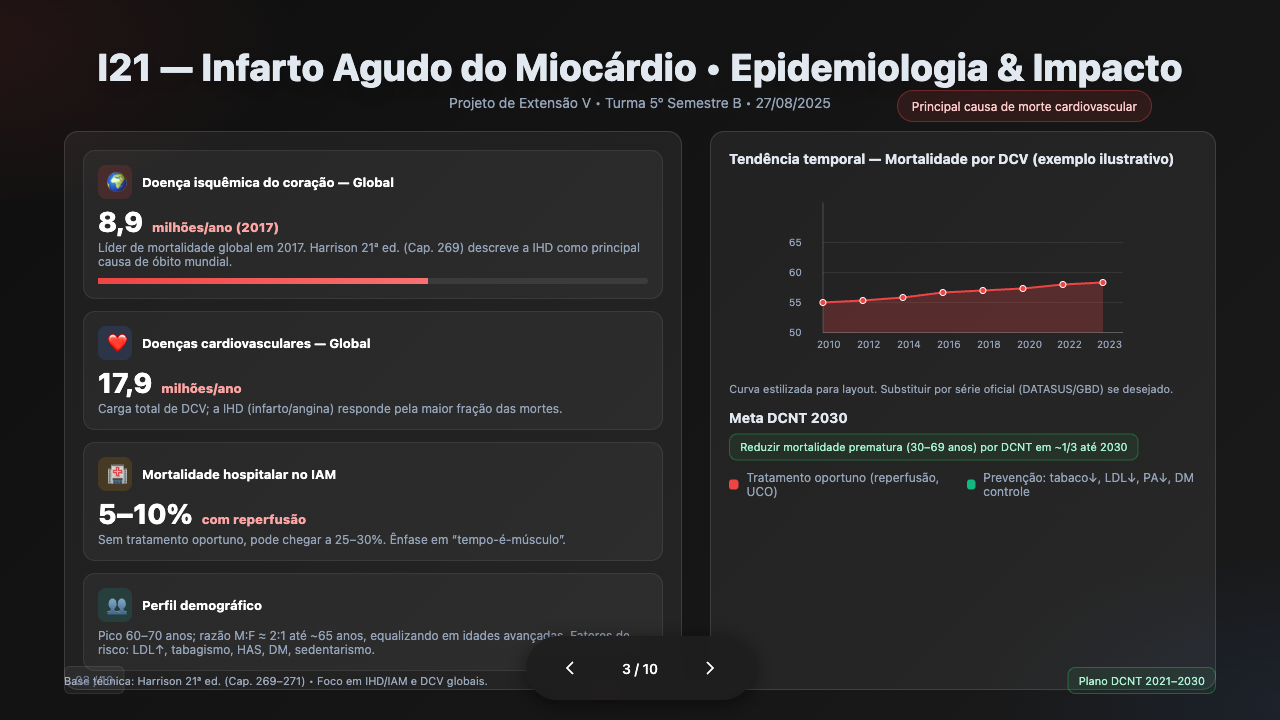 I21 — Infarto Agudo do Miocárdio • Epidemiologia & Impacto
Projeto de Extensão V • Turma 5º Semestre B • 27/08/2025
Principal causa de morte cardiovascular
Doença isquêmica do coração — Global
8,9 milhões/ano (2017)
Líder de mortalidade global em 2017. Harrison 21ª ed. (Cap. 269) descreve a IHD como principal
causa de óbito mundial.
Doenças cardiovasculares — Global
17,9 milhões/ano
Carga total de DCV; a IHD (infarto/angina) responde pela maior fração das mortes.
Mortalidade hospitalar no IAM
5–10% com reperfusão
Sem tratamento oportuno, pode chegar a 25–30%. Ênfase em “tempo-é-músculo”.
Perfil demográfico
Pico 60–70 anos; razão M:F ≈ 2:1 até ~65 anos, equalizando em idades avançadas. Fatores de
risco: LDL↑, tabagismo, HAS, DM, sedentarismo.
Base técnica: Harrison 21ª ed. (Cap. 269–271) • Foco em IHD/IAM e DCV globais.
Tendência temporal — Mortalidade por DCV (exemplo ilustrativo)
65
60
55
50
2010 2012 2014 2016 2018 2020 2022 2023
Curva estilizada para layout. Substituir por série oficial (DATASUS/GBD) se desejado.
Meta DCNT 2030
Reduzir mortalidade prematura (30–69 anos) por DCNT em ~1/3 até 2030
Tratamento oportuno (reperfusão,
UCO)
Prevenção: tabaco↓, LDL↓, PA↓, DM
controle
3 / 10
Plano DCNT 2021–2030